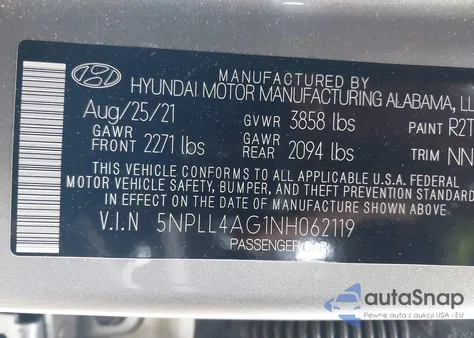 MANUFACTURED BY
HYUNDAI MOTOR MANUFACTURING ALABAMA, LL
Aug/25/21 GVWR 3858 lbs PAINT R2T
GAWR FRONT 2271 lbs GAWR REAR 2094 lbs TRIM NN
THIS VEHICLE CONFORMS TO ALL APPLICABLE FEDERAL
MOTOR VEHICLE SAFETY, BUMPER, AND THEFT PREVENTION STANDARD
IN EFFECT ON THE DATE OF MANUFACTURE SHOWN ABOVE.
V.I.N 5NPLL4AG1NH062119
PASSENGER CAR
autoSnap
Pewne auta z aukcji USA i EU